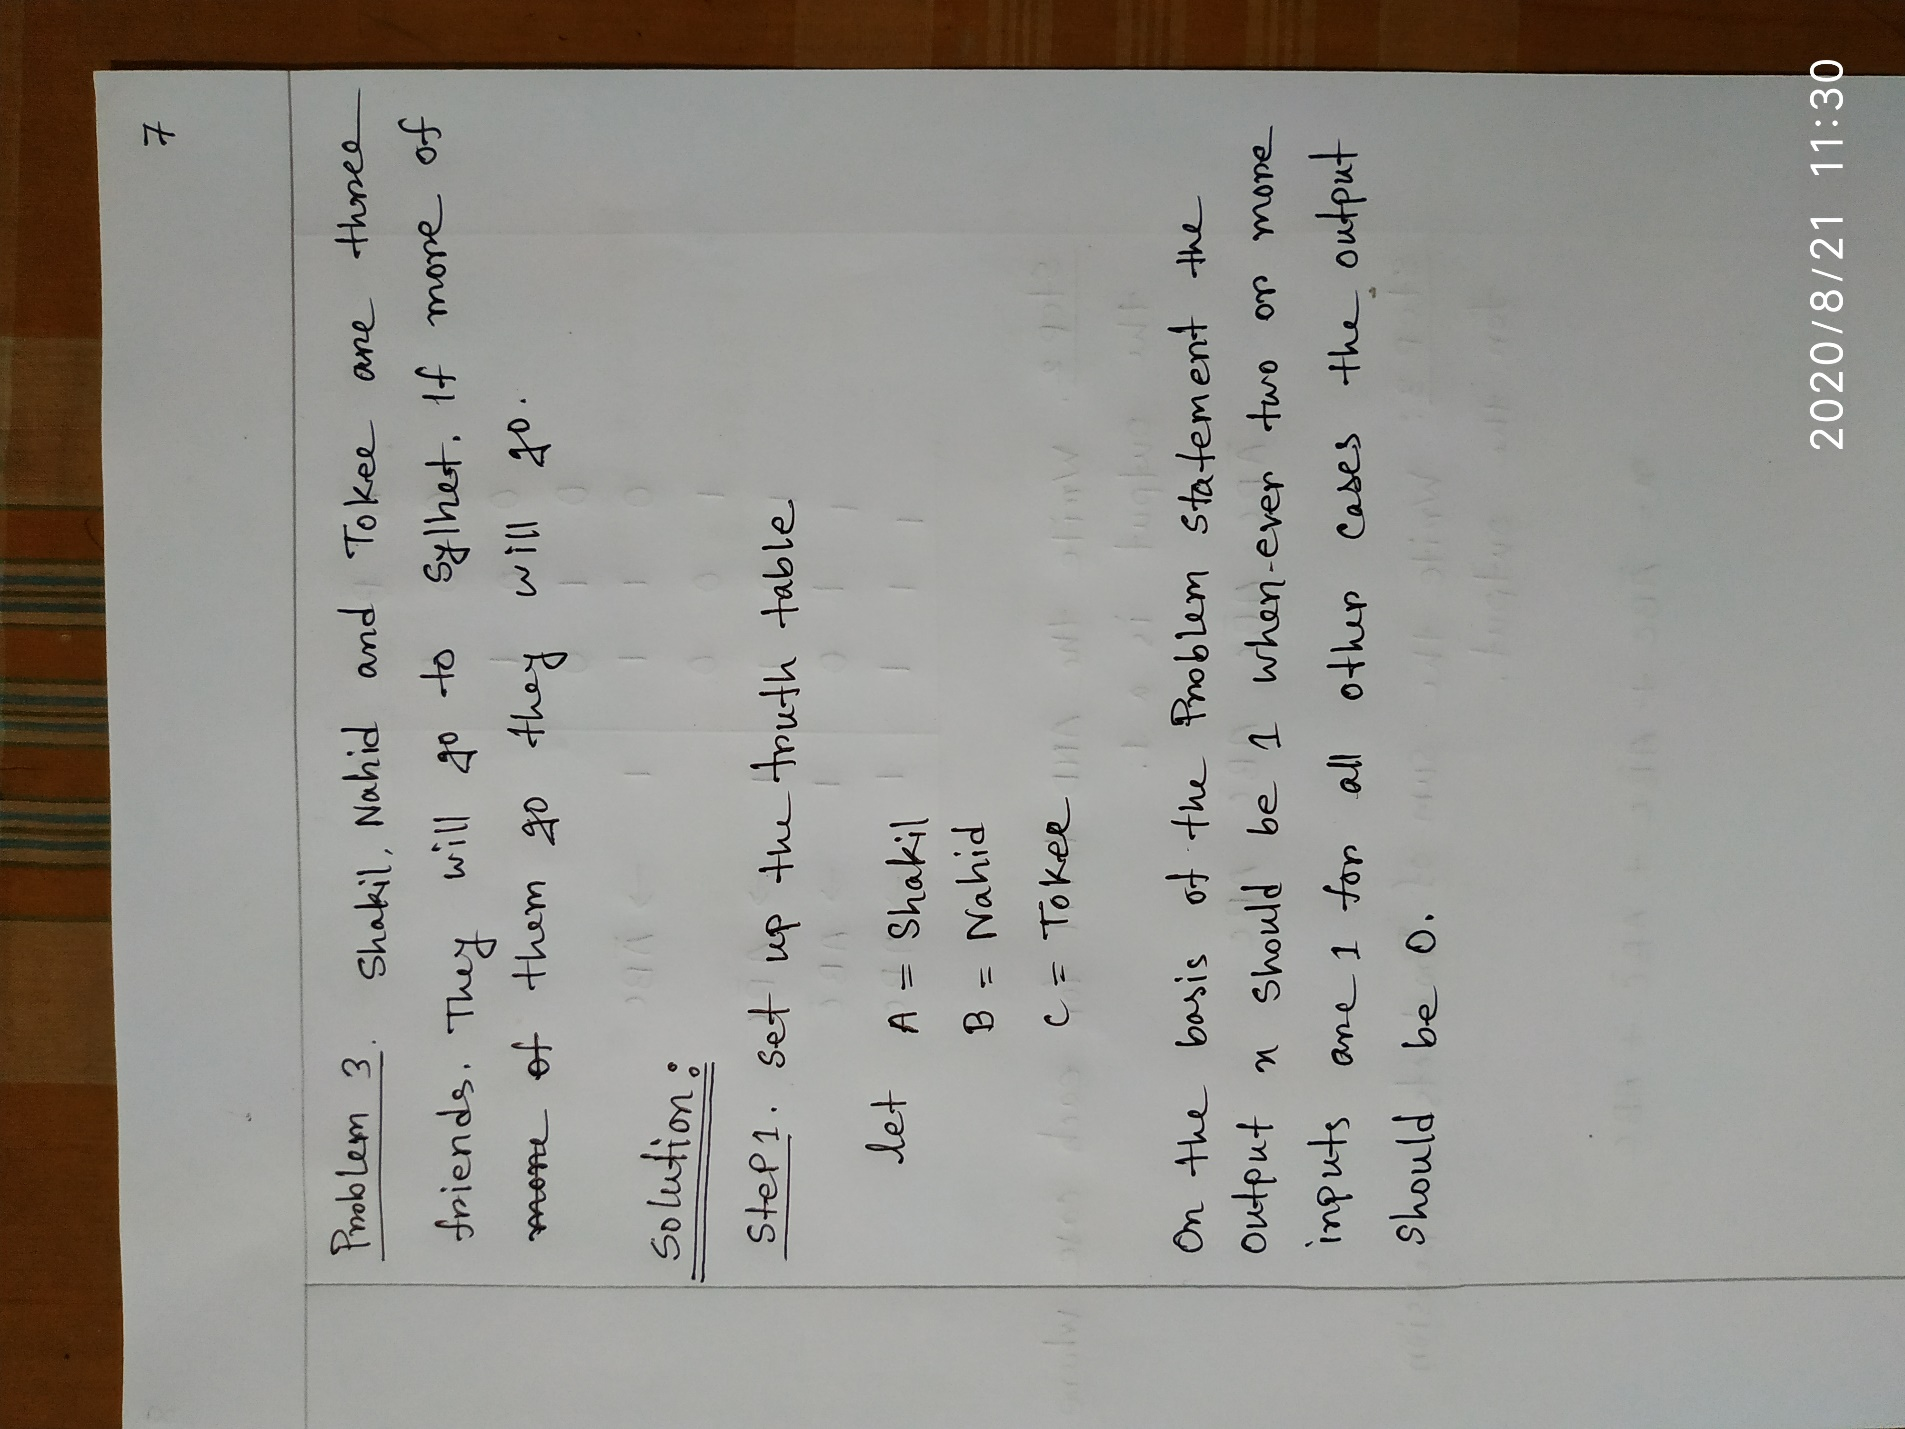 7
Problem 3. Shakil, Nahid and Tokee are three
friends. They will go to Sylhet. If more of
more of them go they will go.
Solution:
Step 1. Set up the truth table
let A = Shakil
B = Nahid
C = Tokee
On the basis of the Problem statement the
output x should be 1 when-ever two or more
inputs are 1 for all other cases the output
should be 0.
2020/8/21 11:30